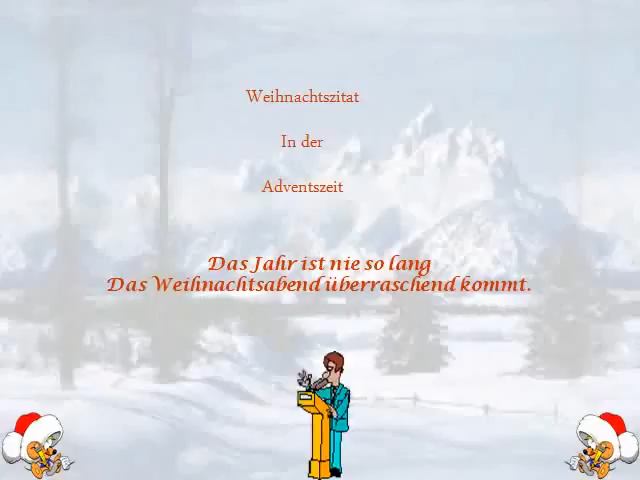 Weihnachtszitat
In der
Adventszeit
Das Jahr ist nie so lang
Das Weihnachtsabend überraschend kommt.